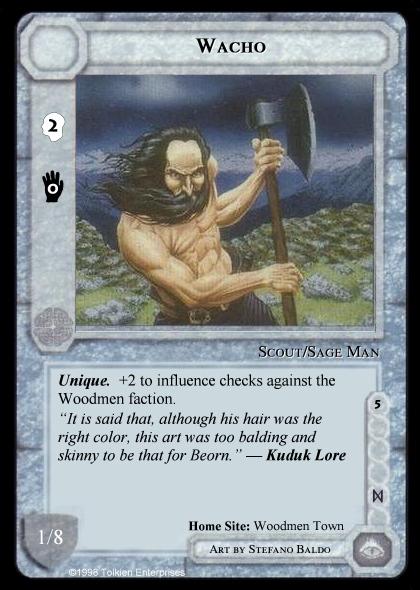 Wacho
2
Scout/Sage Man
Unique. +2 to influence checks against the
Woodmen faction.
“It is said that, although his hair was the
right color, this art was too balding and
skinny to be that for Beorn.” — Kuduk Lore
5
Home Site: Woodmen Town
1/8
Art by Stefano Baldo
©1998 Tolkien Enterprises